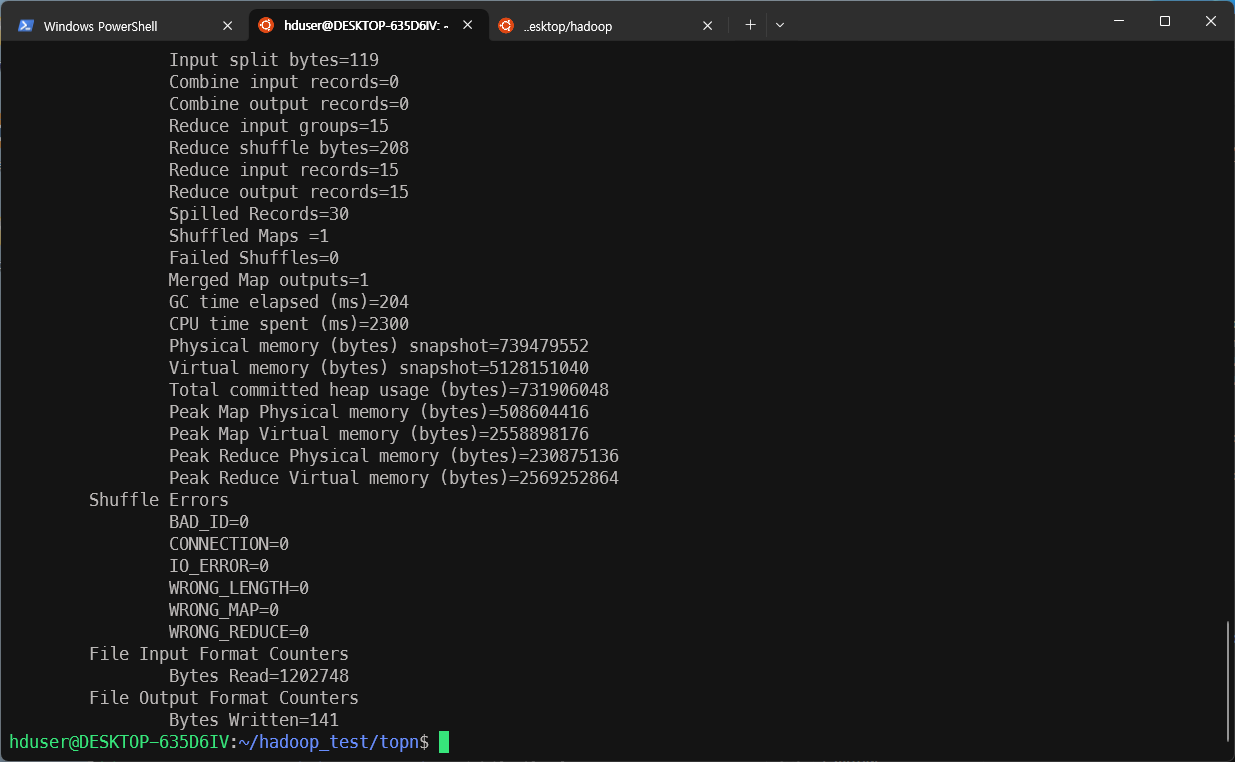 Windows PowerShell
hduser@DESKTOP-635D6IV: ~
..esktop/hadoop
Input split bytes=119
Combine input records=0
Combine output records=0
Reduce input groups=15
Reduce shuffle bytes=208
Reduce input records=15
Reduce output records=15
Spilled Records=30
Shuffled Maps =1
Failed Shuffles=0
Merged Map outputs=1
GC time elapsed (ms)=204
CPU time spent (ms)=2300
Physical memory (bytes) snapshot=739479552
Virtual memory (bytes) snapshot=5128151040
Total committed heap usage (bytes)=731906048
Peak Map Physical memory (bytes)=508604416
Peak Map Virtual memory (bytes)=2558898176
Peak Reduce Physical memory (bytes)=230875136
Peak Reduce Virtual memory (bytes)=2569252864
Shuffle Errors
BAD_ID=0
CONNECTION=0
IO_ERROR=0
WRONG_LENGTH=0
WRONG_MAP=0
WRONG_REDUCE=0
File Input Format Counters
Bytes Read=1202748
File Output Format Counters
Bytes Written=141
hduser@DESKTOP-635D6IV:~/hadoop_test/topn$